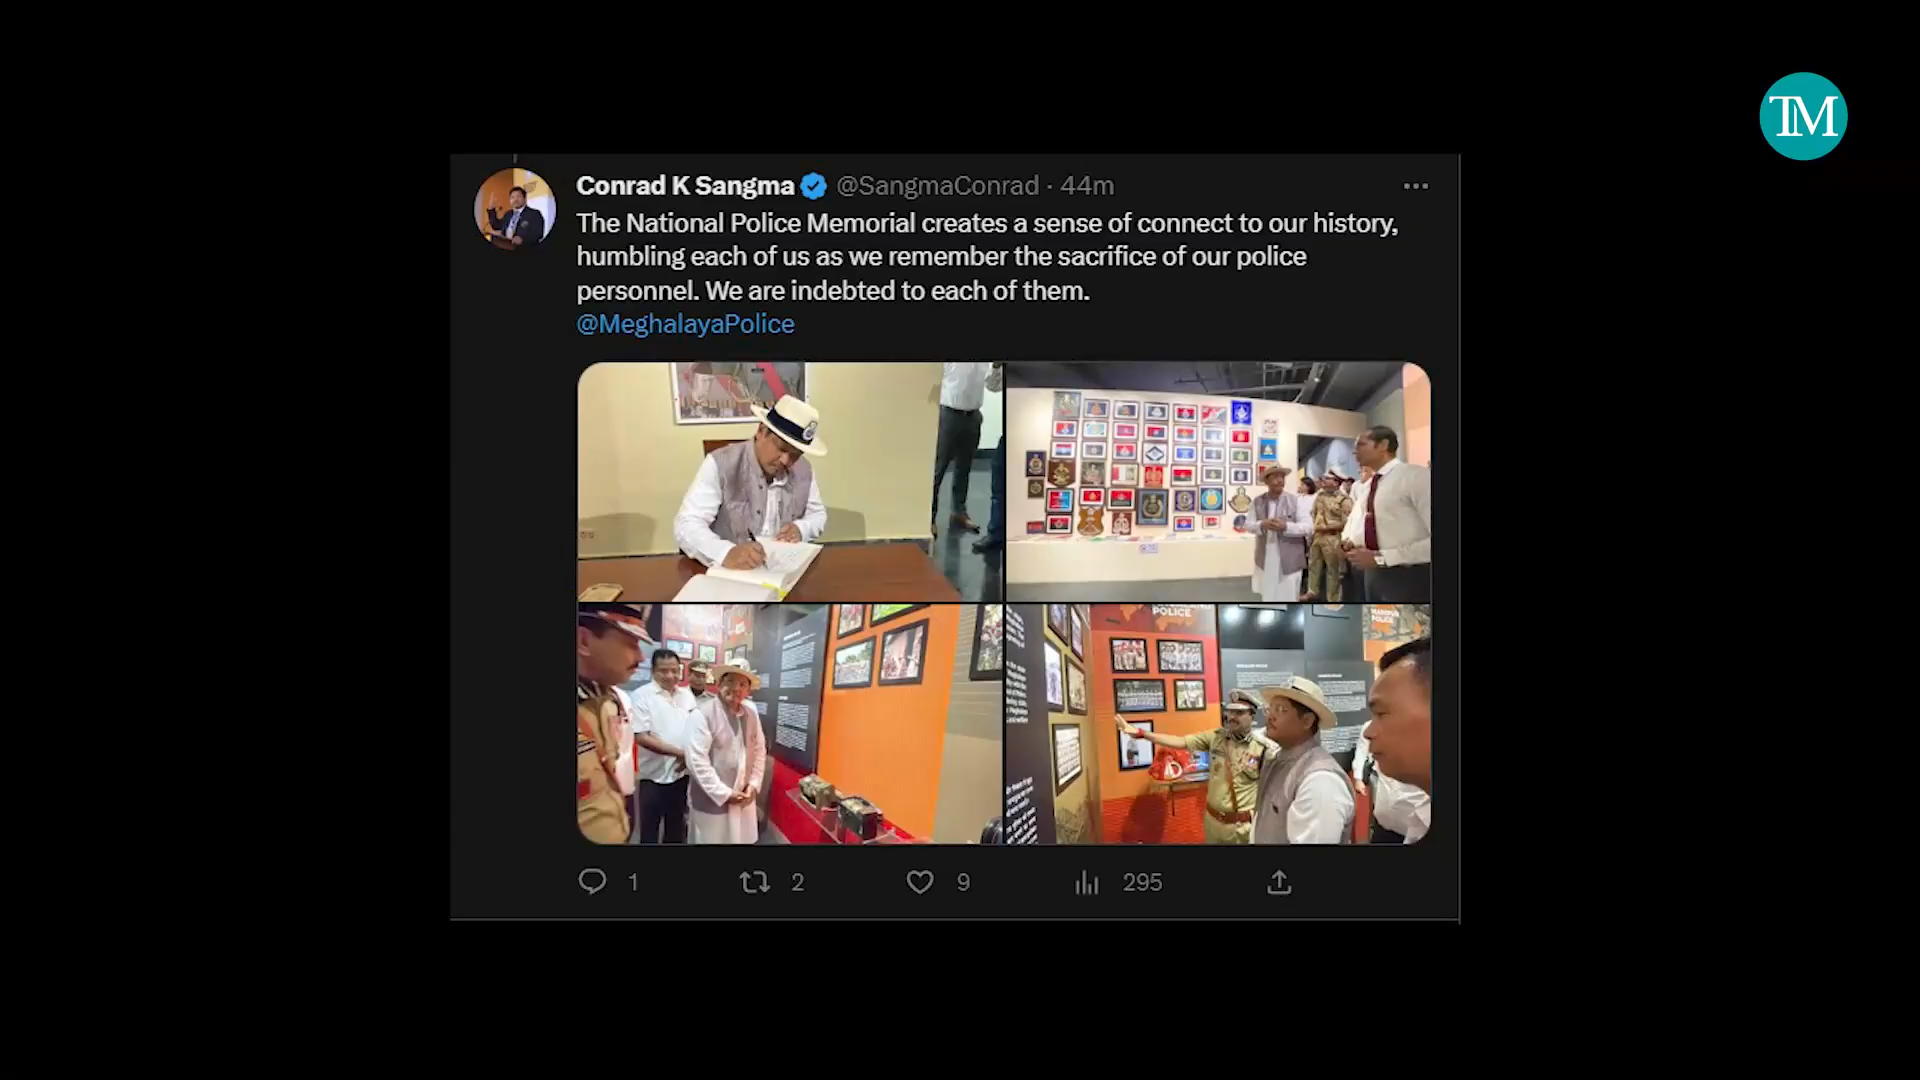 TM
Conrad K Sangma @SangmaConrad · 44m
The National Police Memorial creates a sense of connect to our history,
humbling each of us as we remember the sacrifice of our police
personnel. We are indebted to each of them.
@MeghalayaPolice
POLICE
POLICE
1 2 9 295